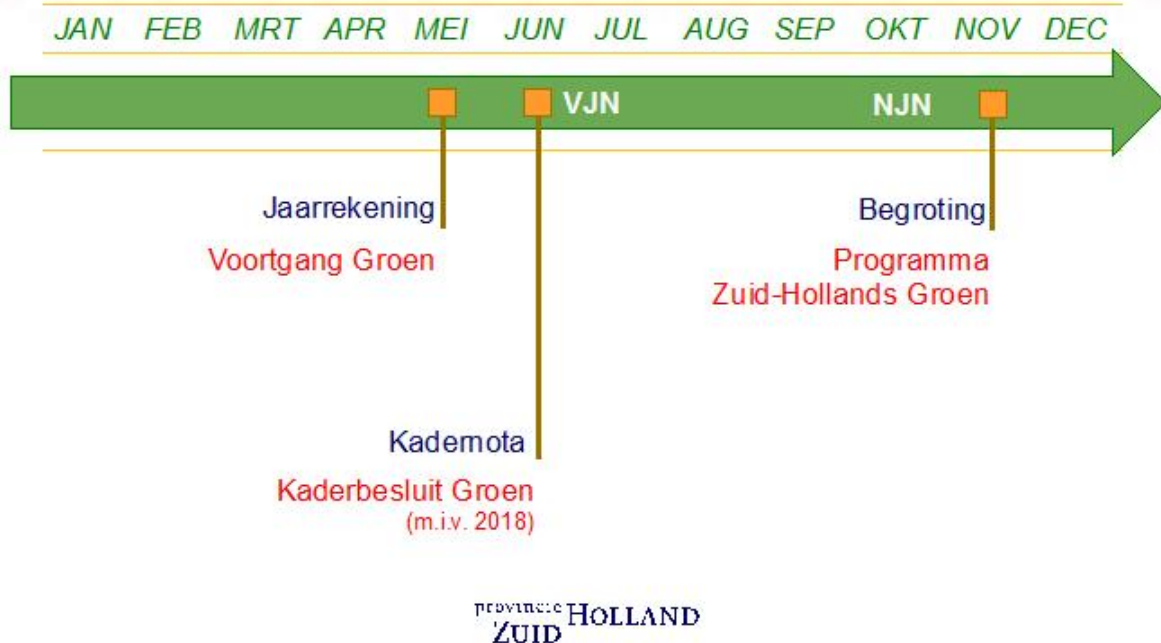 JAN FEB MRT APR MEI JUN JUL AUG SEP OKT NOV DEC
VJN NJN
Jaarrekening
Voortgang Groen
Begroting
Programma
Zuid-Hollands Groen
Kadernota
Kaderbesluit Groen
(m.i.v. 2018)
provincie HOLLAND
ZUID